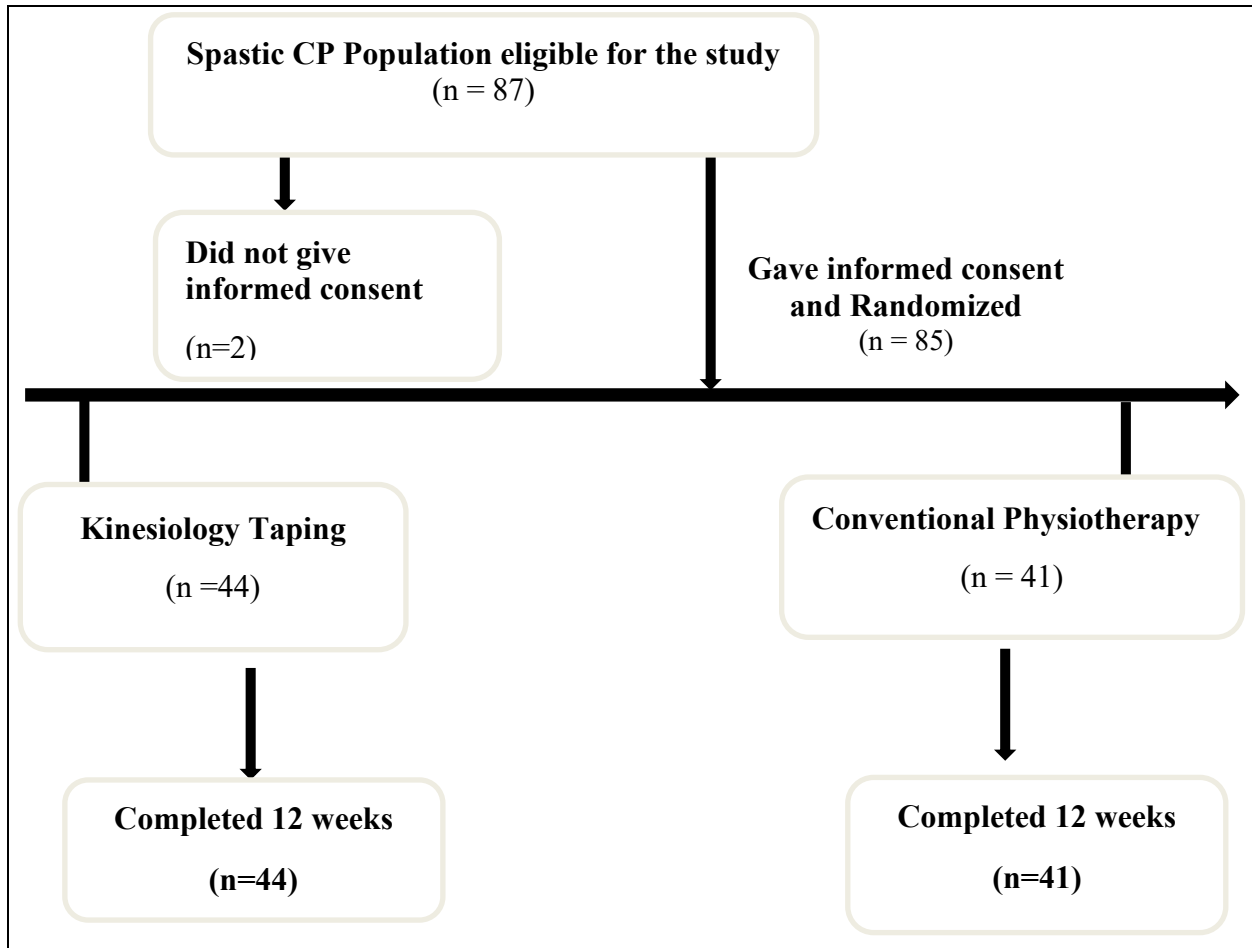 Spastic CP Population eligible for the study
(n = 87)
Did not give
informed consent
(n=2)
Gave informed consent
and Randomized
(n = 85)
Kinesiology Taping
(n =44)
Conventional Physiotherapy
(n = 41)
Completed 12 weeks
(n=44)
Completed 12 weeks
(n=41)